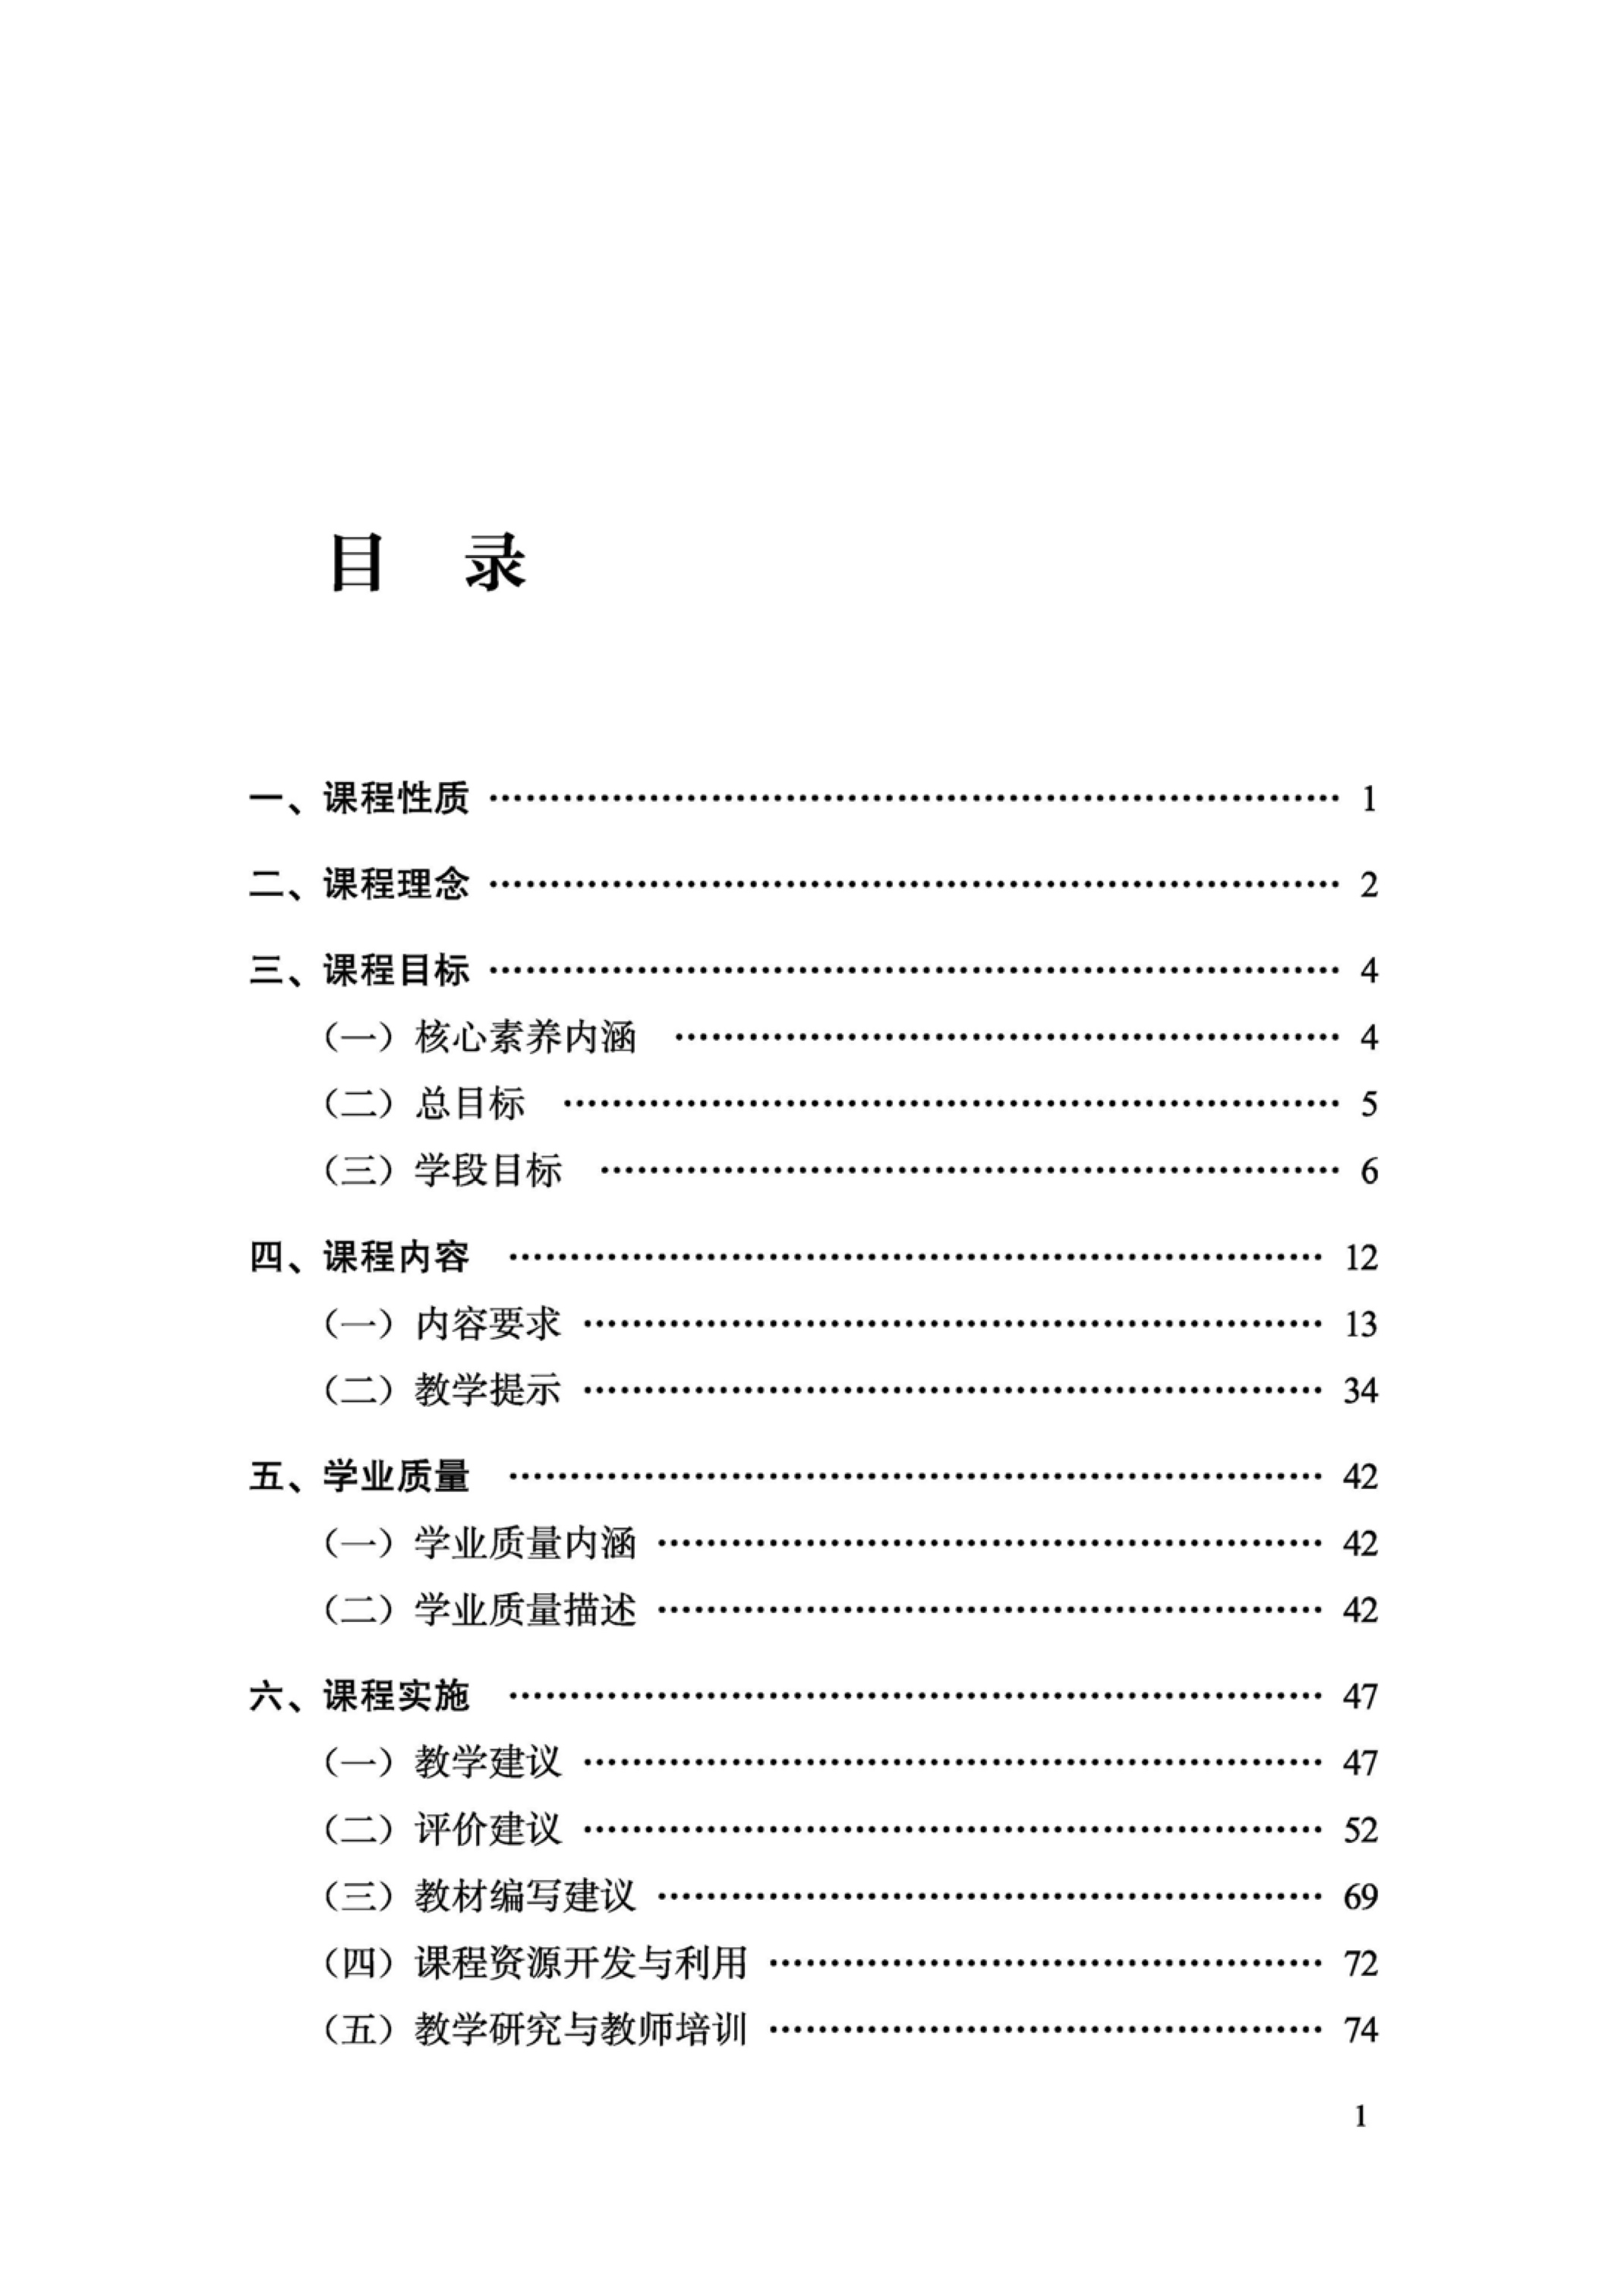 目 录
一、课程性质 …… 1
二、课程理念 …… 2
三、课程目标 …… 4
（一）核心素养内涵 …… 4
（二）总目标 …… 5
（三）学段目标 …… 6
四、课程内容 …… 12
（一）内容要求 …… 13
（二）教学提示 …… 34
五、学业质量 …… 42
（一）学业质量内涵 …… 42
（二）学业质量描述 …… 42
六、课程实施 …… 47
（一）教学建议 …… 47
（二）评价建议 …… 52
（三）教材编写建议 …… 69
（四）课程资源开发与利用 …… 72
（五）教学研究与教师培训 …… 74
1